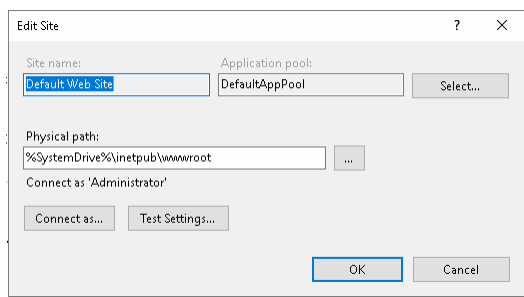 Edit Site
? 
Site name:
Application pool:
Default Web Site
DefaultAppPool
Select...
Physical path:
%SystemDrive%\inetpub\wwwroot
...
Connect as 'Administrator'
Connect as...
Test Settings...
OK
Cancel